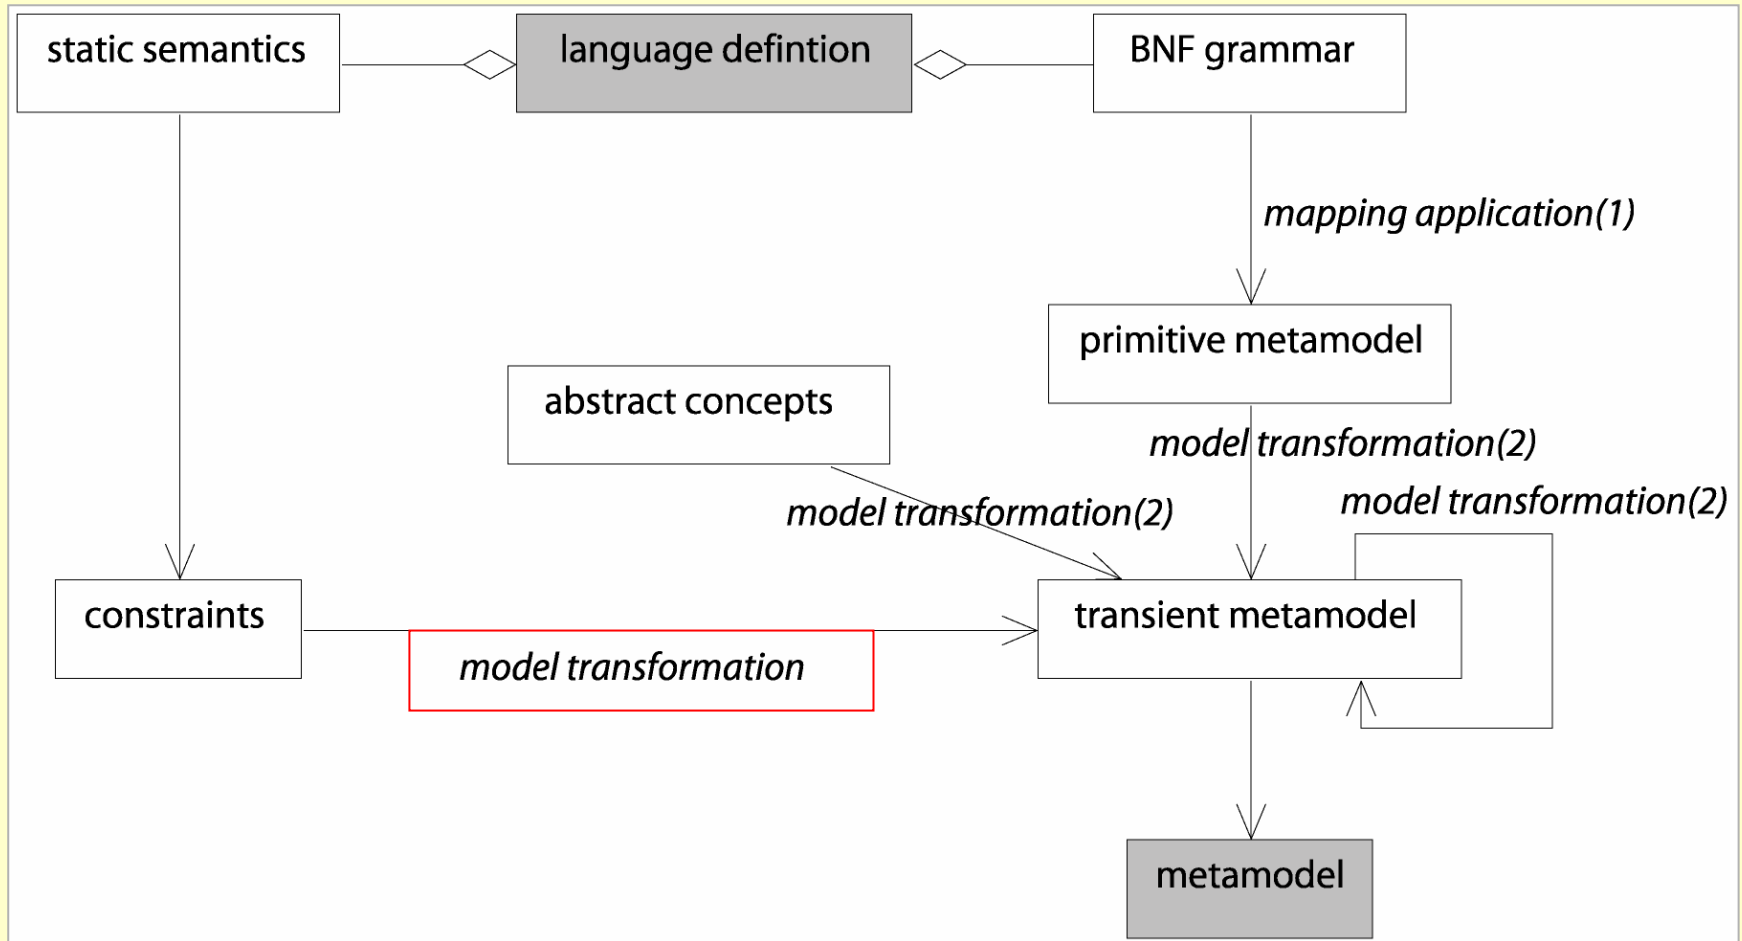 static semantics
language defintion
BNF grammar
mapping application(1)
primitive metamodel
abstract concepts
model transformation(2)
model transformation(2)
model transformation(2)
constraints
transient metamodel
model transformation
metamodel